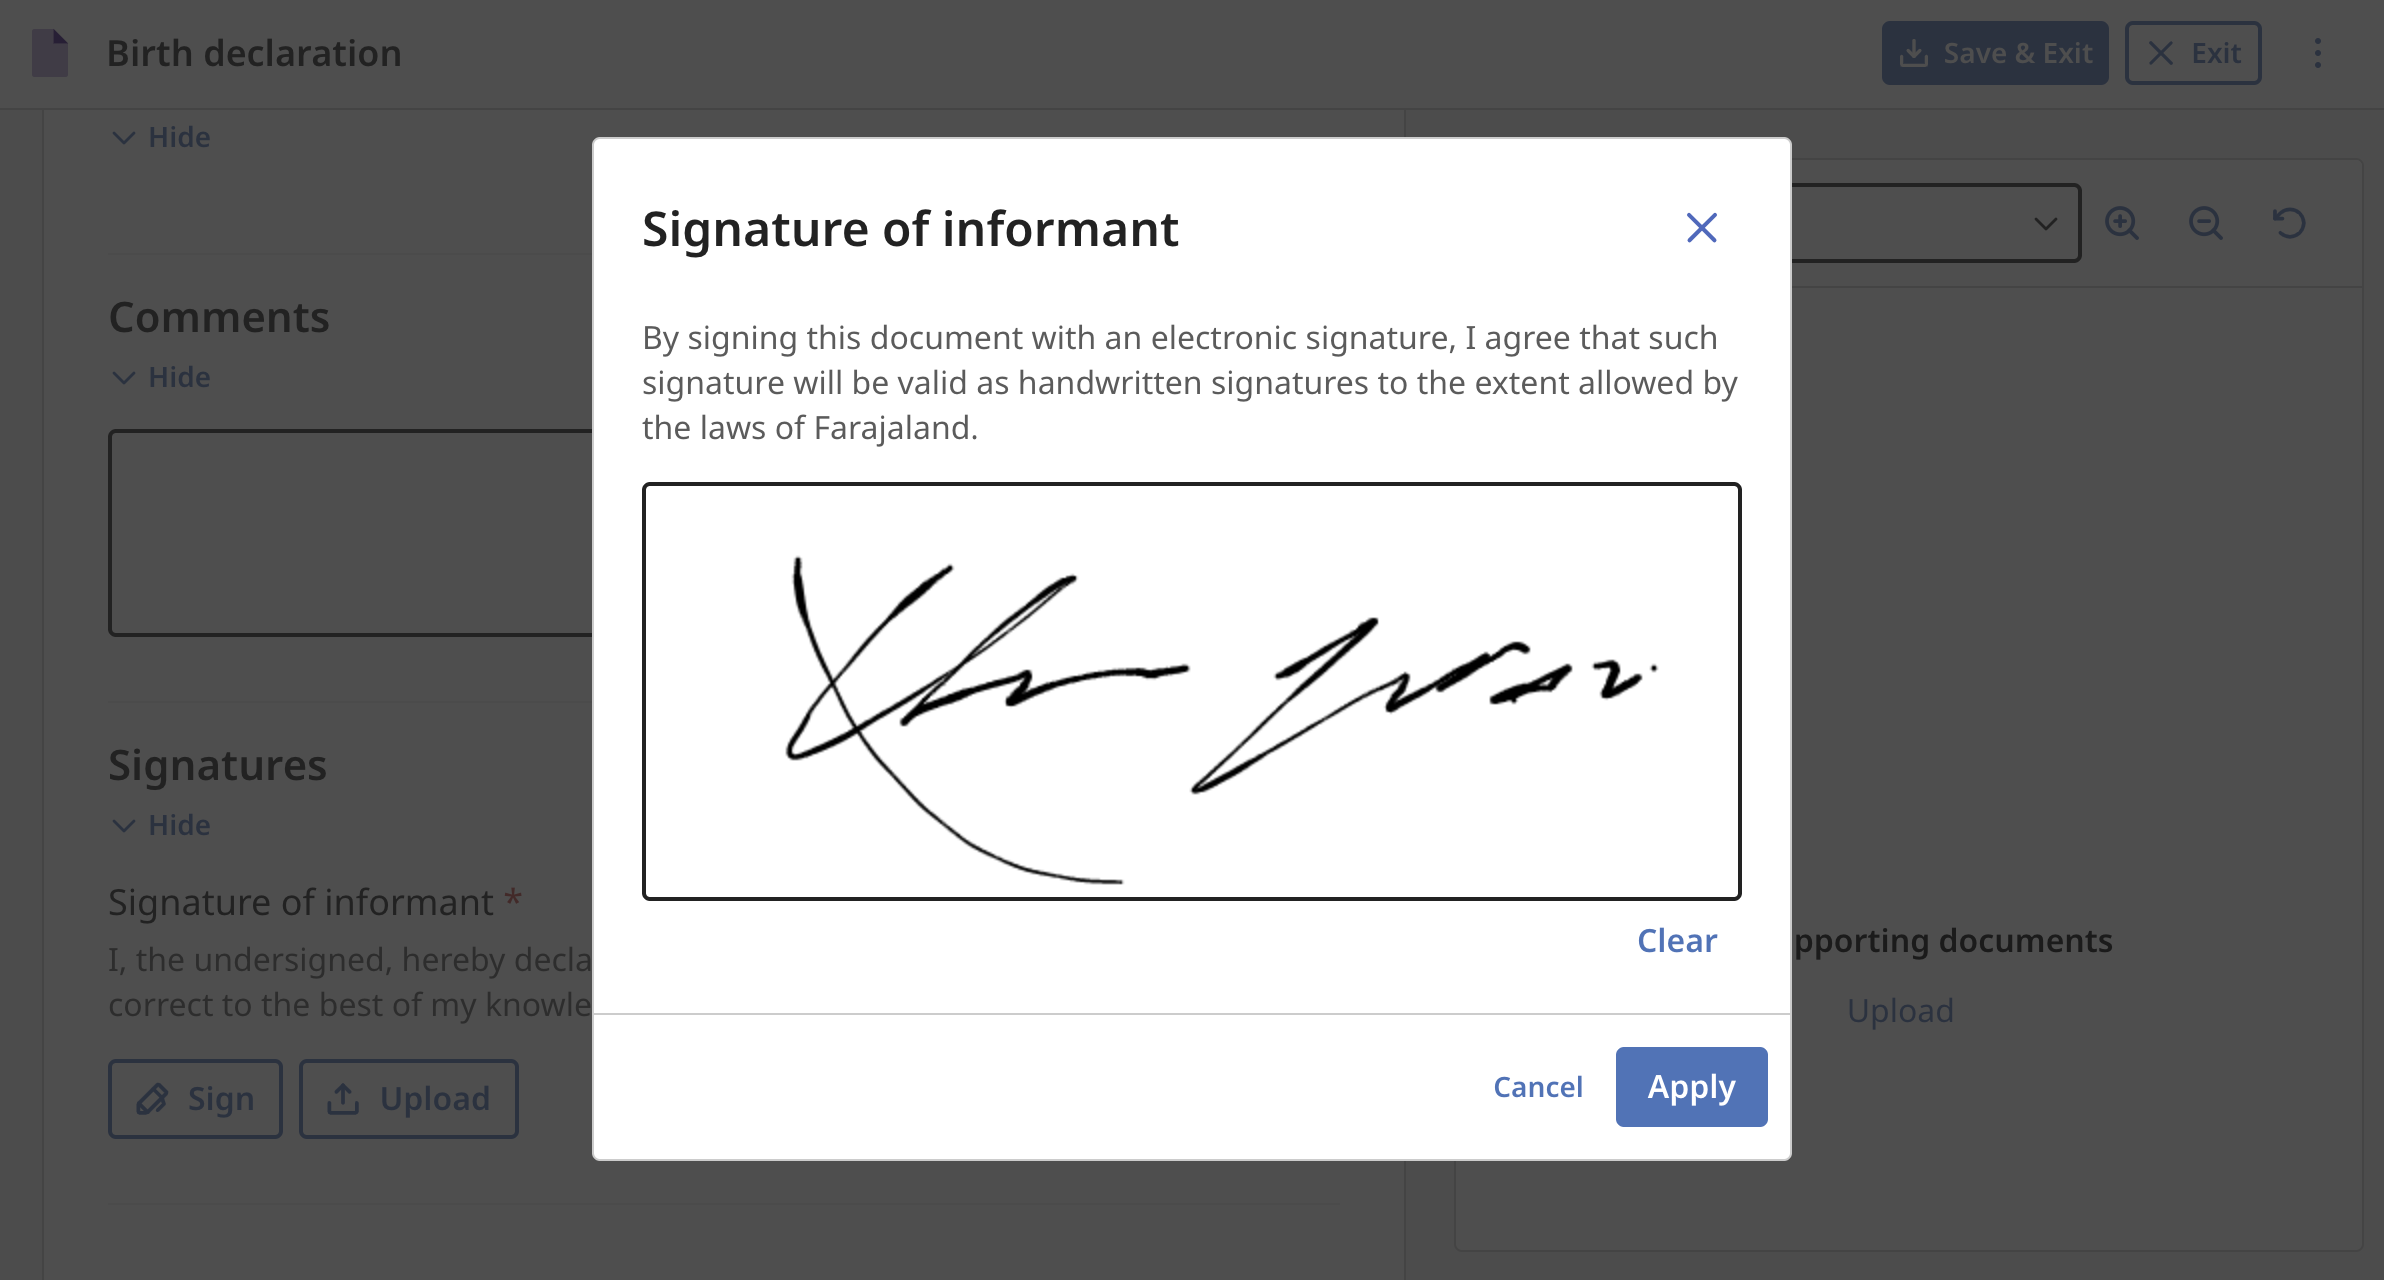 Birth declaration
Save & Exit
Exit
Hide
Comments
Hide
Signatures
Hide
Signature of informant *
I, the undersigned, hereby decla
correct to the best of my knowle
Sign
Upload
Signature of informant
By signing this document with an electronic signature, I agree that such
signature will be valid as handwritten signatures to the extent allowed by
the laws of Farajaland.
Clear
Cancel
Apply
pporting documents
Upload